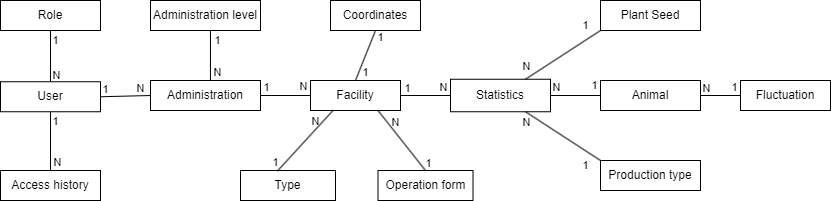 Role
Administration level
Coordinates
Plant Seed
1
1
1
1
N
N
1
N
User
1
N
Administration
1
N
Facility
1
N
Statistics
N
1
Animal
N
1
Fluctuation
1
N
N
N
N
1
1
1
Access history
Type
Operation form
Production type